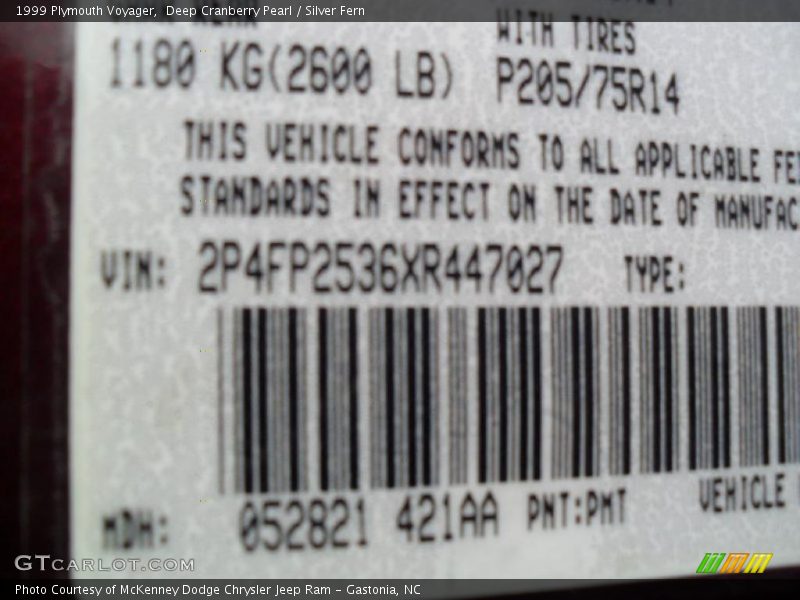 1999 Plymouth Voyager, Deep Cranberry Pearl / Silver Fern
WITH TIRES
1180 KG(2600 LB) P205/75R14
THIS VEHICLE CONFORMS TO ALL APPLICABLE FE
STANDARDS IN EFFECT ON THE DATE OF MANUFAC
VIN: 2P4FP2536XR447027 TYPE:
MDH: 052821 421AA PNT:PMT VEHICLE
GTCARLOT.COM
Photo Courtesy of McKenney Dodge Chrysler Jeep Ram – Gastonia, NC